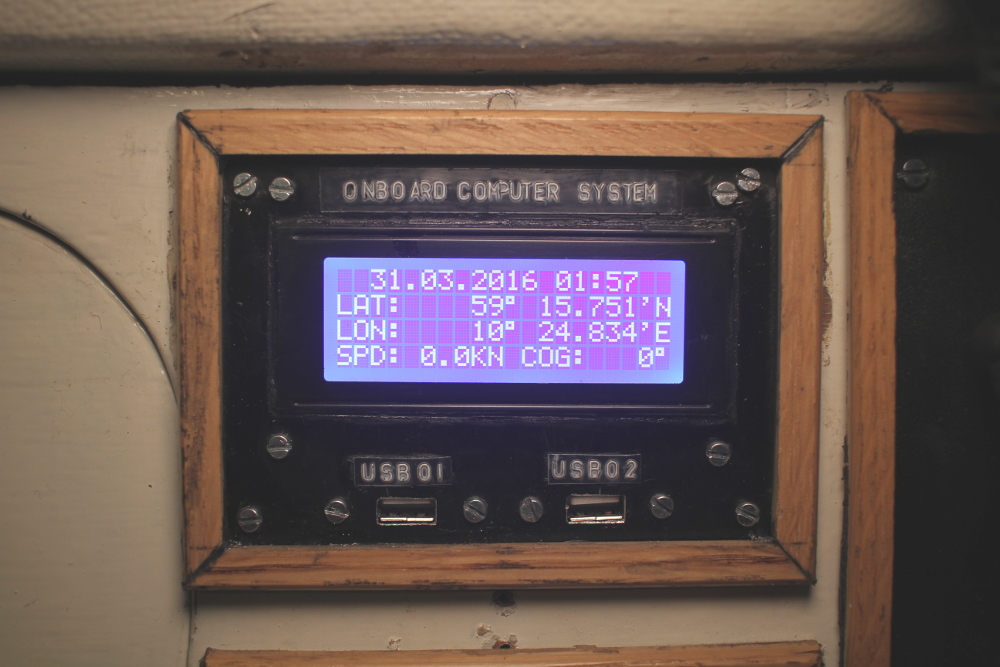 ONBOARD COMPUTER SYSTEM
31.03.2016 01:57
LAT: 59° 15.751'N
LON: 10° 24.834'E
SPD: 0.0KN COG: 0°
USB01 USB02